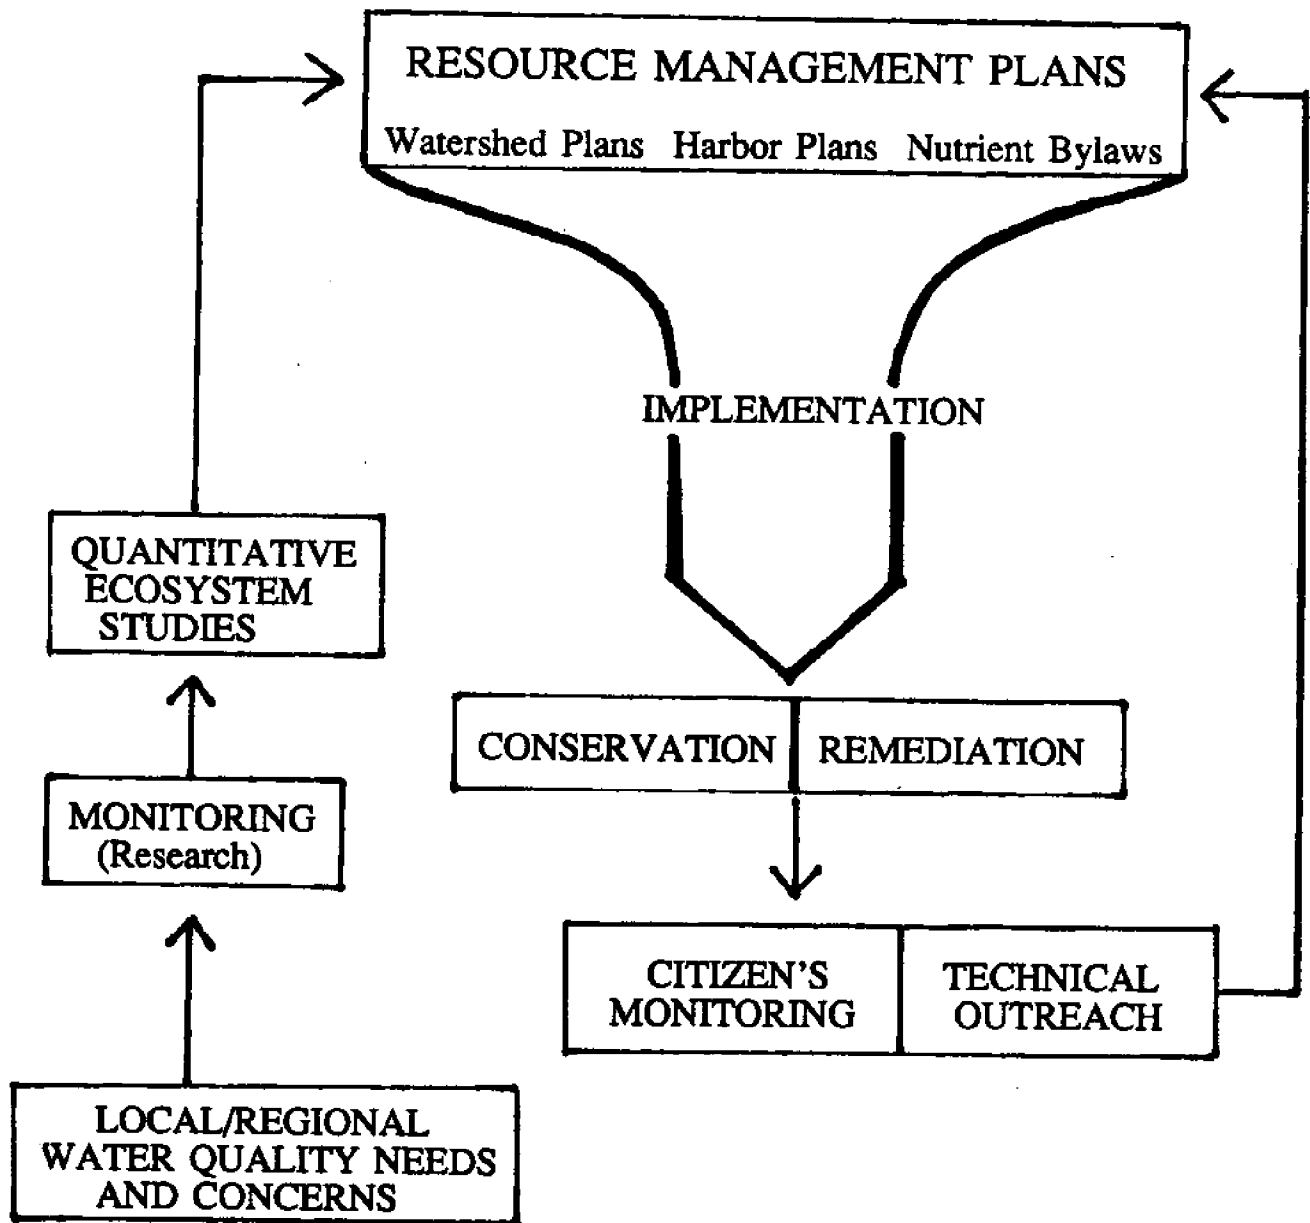 RESOURCE MANAGEMENT PLANS
Watershed Plans Harbor Plans Nutrient Bylaws
IMPLEMENTATION
QUANTITATIVE
ECOSYSTEM
STUDIES
CONSERVATION REMEDIATION
MONITORING
(Research)
CITIZEN'S
MONITORING
TECHNICAL
OUTREACH
LOCAL/REGIONAL
WATER QUALITY NEEDS
AND CONCERNS